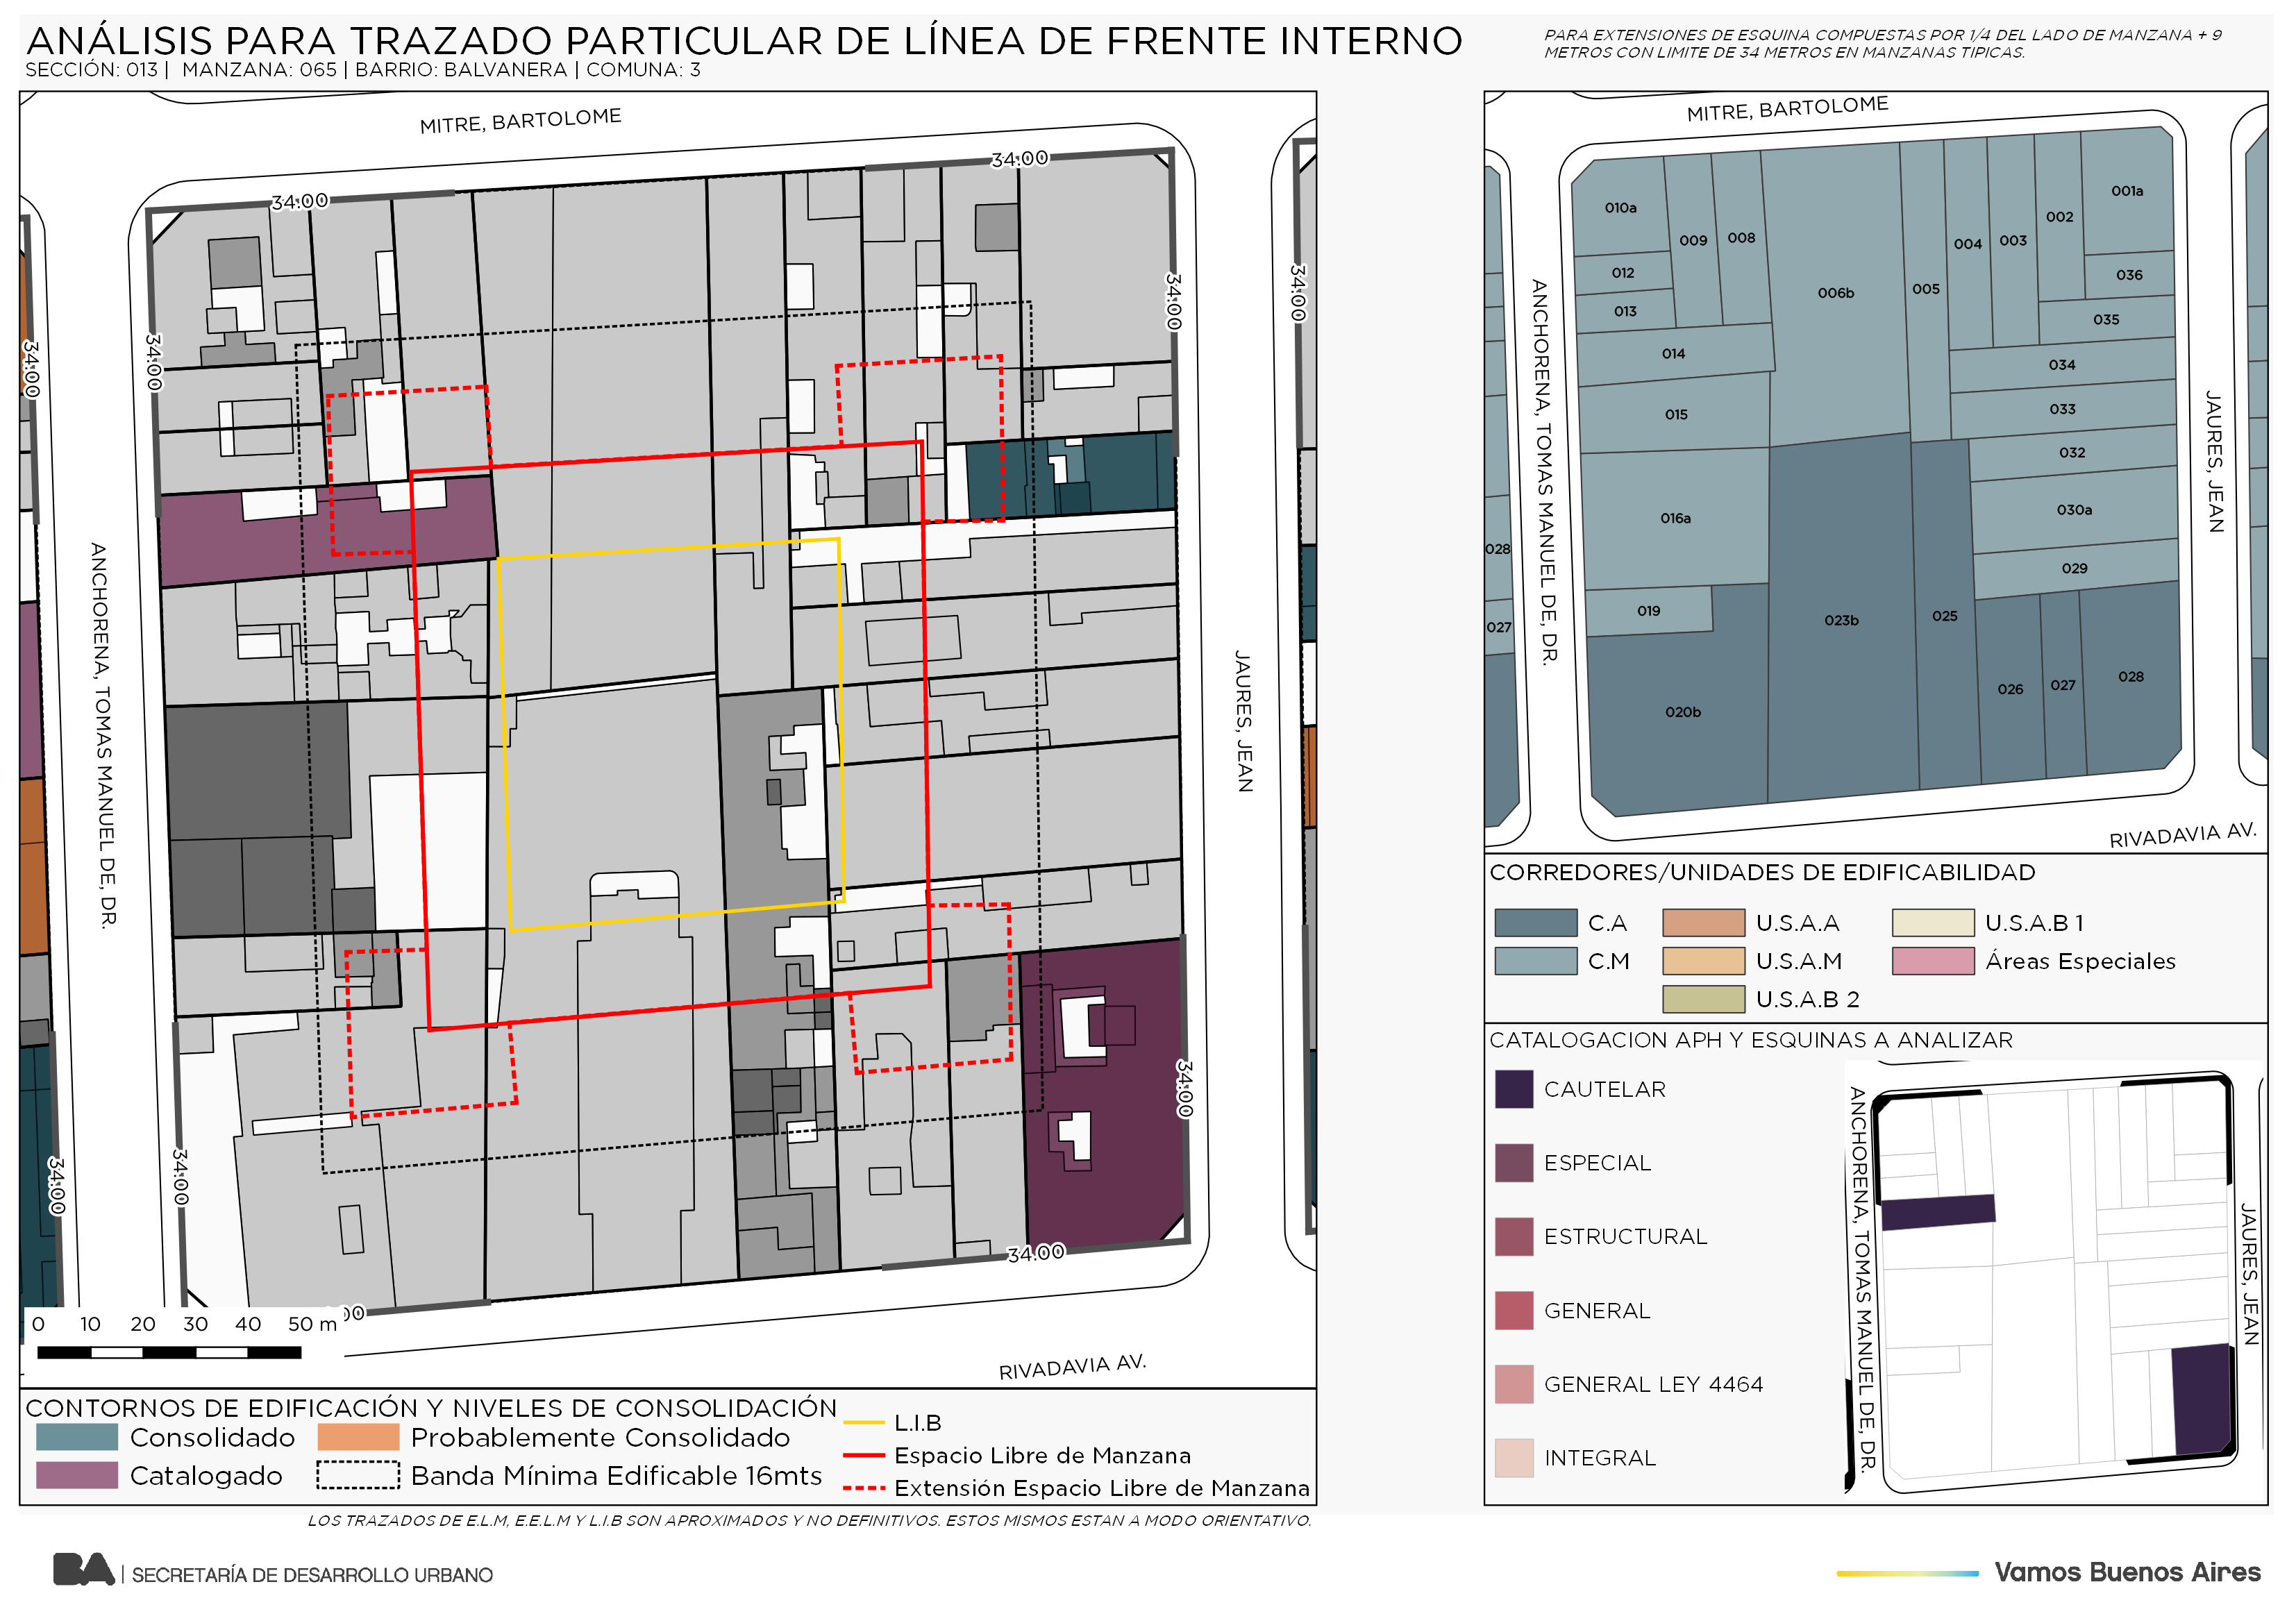 ANÁLISIS PARA TRAZADO PARTICULAR DE LÍNEA DE FRENTE INTERNO
SECCIÓN: 013 | MANZANA: 065 | BARRIO: BALVANERA | COMUNA: 3
PARA EXTENSIONES DE ESQUINA COMPUESTAS POR 1/4 DEL LADO DE MANZANA + 9
METROS CON LIMITE DE 34 METROS EN MANZANAS TIPICAS.
MITRE, BARTOLOME
34:00
34:00
34:00
34:00
34:00
34:00
ANCHORENA, TOMAS MANUEL DE, DR.
JAURES, JEAN
34:00
34:00
34:00
34:00
00
0 10 20 30 40 50 m
RIVADAVIA AV.
CONTORNOS DE EDIFICACIÓN Y NIVELES DE CONSOLIDACIÓN
Consolidado
Probablemente Consolidado
Catalogado
Banda Mínima Edificable 16mts
L.I.B
Espacio Libre de Manzana
Extensión Espacio Libre de Manzana
LOS TRAZADOS DE E.L.M, E.E.L.M Y L.I.B SON APROXIMADOS Y NO DEFINITIVOS. ESTOS MISMOS ESTAN A MODO ORIENTATIVO.
MITRE, BARTOLOME
ANCHORENA, TOMAS MANUEL DE, DR.
JAURES, JEAN
RIVADAVIA AV.
010a
009
008
006b
005
004
003
002
001a
012
013
014
015
016a
019
020b
023b
025
036
035
034
033
032
030a
029
026
027
028
028
027
CORREDORES/UNIDADES DE EDIFICABILIDAD
C.A
U.S.A.A
U.S.A.B 1
C.M
U.S.A.M
Áreas Especiales
U.S.A.B 2
CATALOGACION APH Y ESQUINAS A ANALIZAR
CAUTELAR
ESPECIAL
ESTRUCTURAL
GENERAL
GENERAL LEY 4464
INTEGRAL
ANCHORENA, TOMAS MANUEL DE, DR.
JAURES, JEAN
BA | SECRETARÍA DE DESARROLLO URBANO
Vamos Buenos Aires